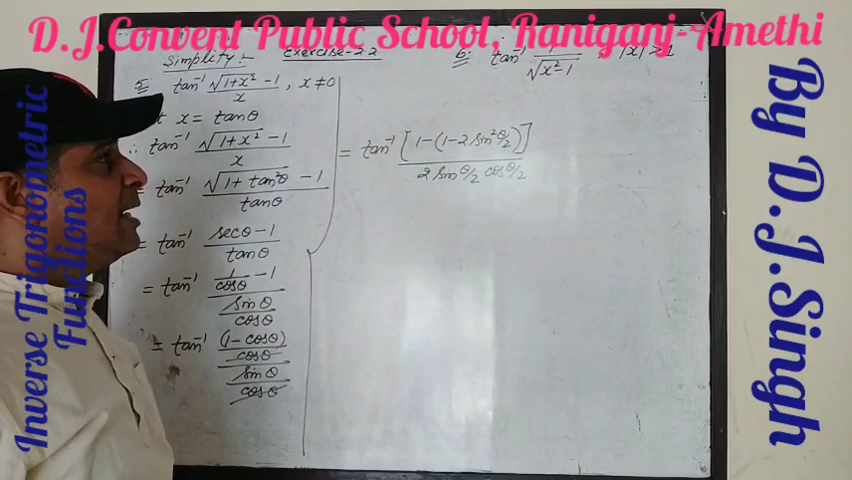 D.J.Convent Public School, Raniganj-Amethi
By D.J.Singh
Inverse Trigonometric
Functions
Simplify:- Exercise-2.2
5: tan⁻¹ (√(1+x²) -1)/x , x≠0
x = tanθ
∴ tan⁻¹ (√(1+x²) -1)/x
= tan⁻¹ (√(1+tan²θ) -1)/tanθ
= tan⁻¹ (secθ-1)/tanθ
= tan⁻¹ (1/cosθ -1)/(sinθ/cosθ)
= tan⁻¹ ((1-cosθ)/cosθ)/(sinθ/cosθ)
= tan⁻¹ [1-(1-2sin²θ/2)]/(2sinθ/2 cosθ/2)
6: tan⁻¹ 1/√(x²-1) , |x|>1